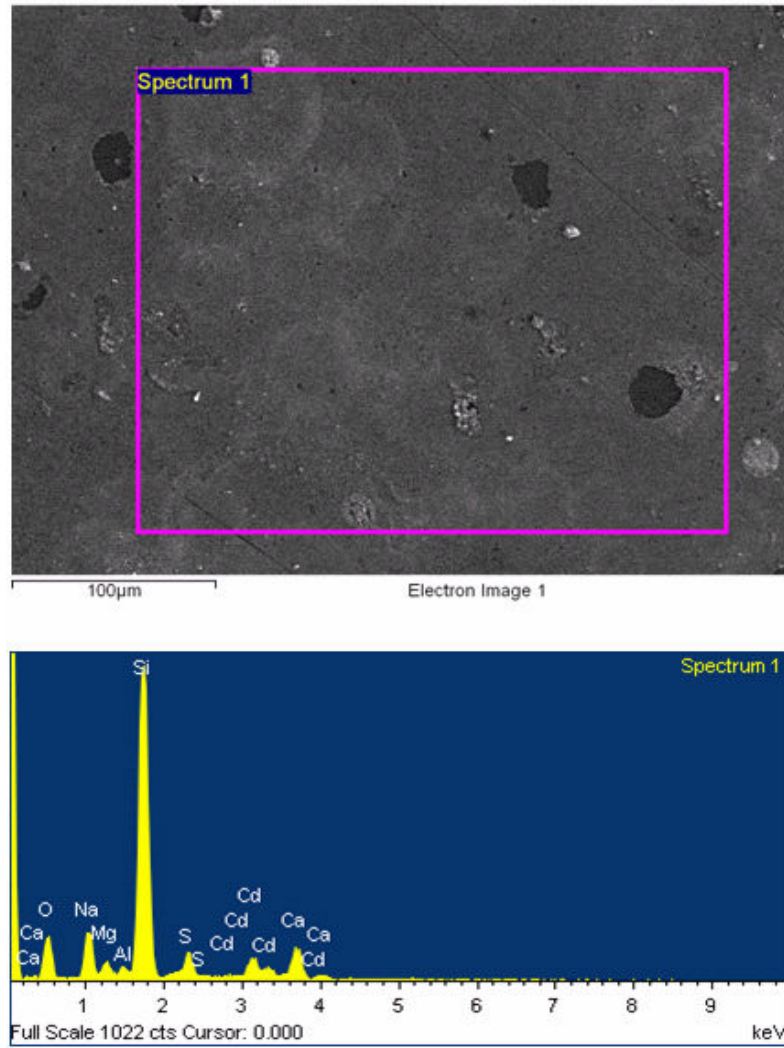 Spectrum 1
100µm
Electron Image 1
Spectrum 1
Si
Cd
O Na Cd Ca
Ca Mg S Cd Ca
Ca Al S Cd Cd Cd
1 2 3 4 5 6 7 8 9
Full Scale 1022 cts Cursor: 0.000 keV